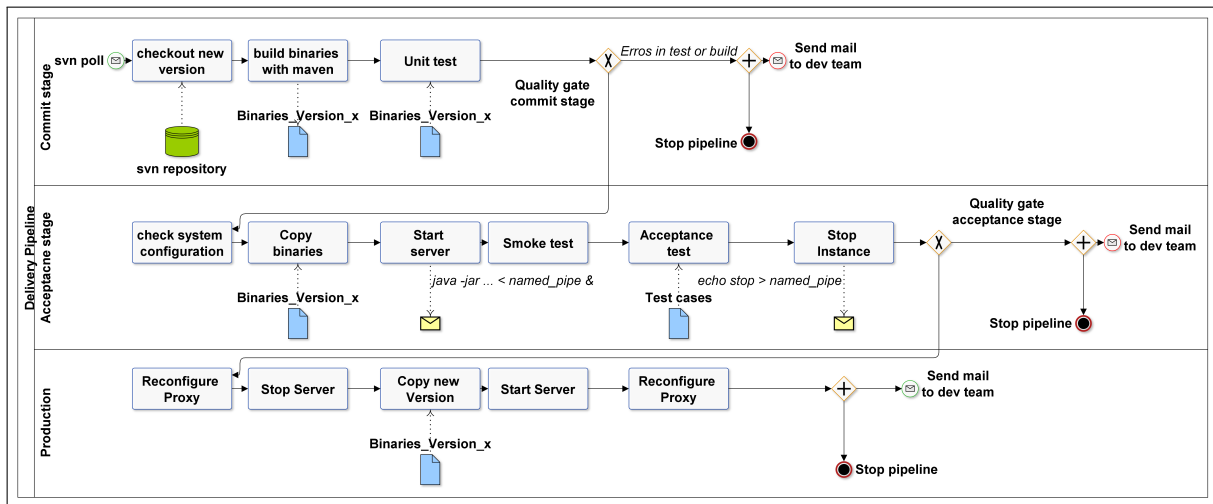 Delivery Pipeline
Commit stage
svn poll
checkout new
version
build binaries
with maven
Unit test
Erros in test or build
Send mail
to dev team
Quality gate
commit stage
Binaries_Version_x
Binaries_Version_x
Stop pipeline
svn repository
Acceptacne stage
check system
configuration
Copy
binaries
Start
server
Smoke test
Acceptance
test
Stop
Instance
Quality gate
acceptance stage
Send mail
to dev team
java -jar ... < named_pipe &
echo stop > named_pipe
Binaries_Version_x
Test cases
Stop pipeline
Production
Reconfigure
Proxy
Stop Server
Copy new
Version
Start Server
Reconfigure
Proxy
Send mail
to dev team
Binaries_Version_x
Stop pipeline